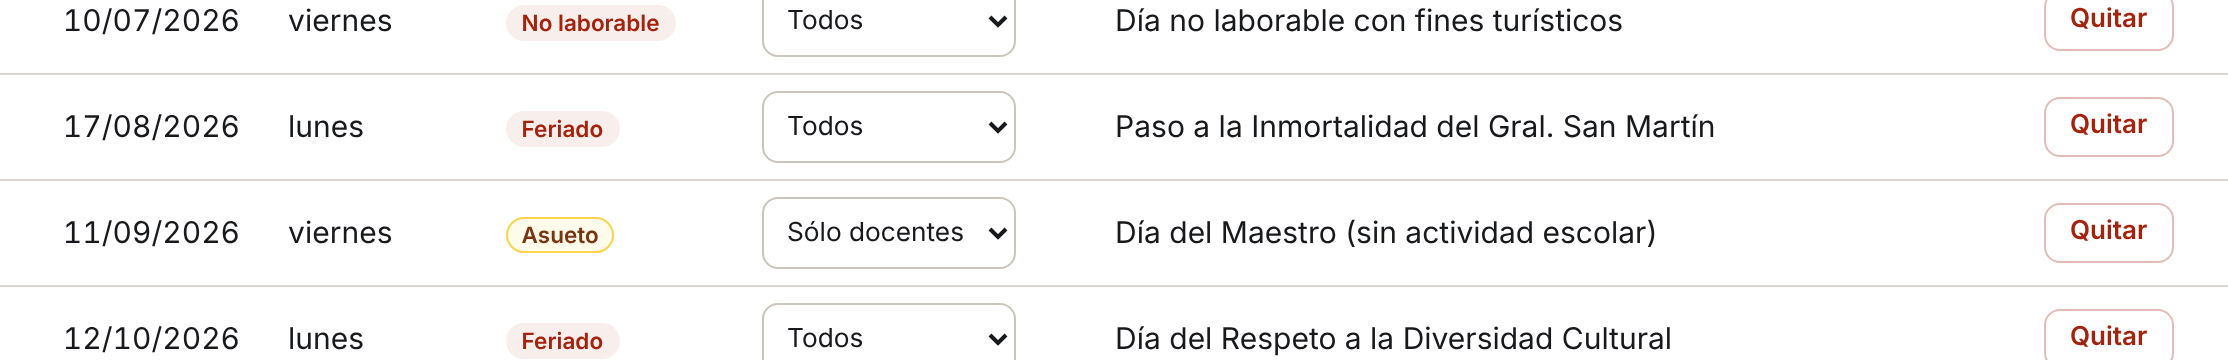 10/07/2026 viernes No laborable Todos Día no laborable con fines turísticos Quitar
17/08/2026 lunes Feriado Todos Paso a la Inmortalidad del Gral. San Martín Quitar
11/09/2026 viernes Asueto Sólo docentes Día del Maestro (sin actividad escolar) Quitar
12/10/2026 lunes Feriado Todos Día del Respeto a la Diversidad Cultural Quitar